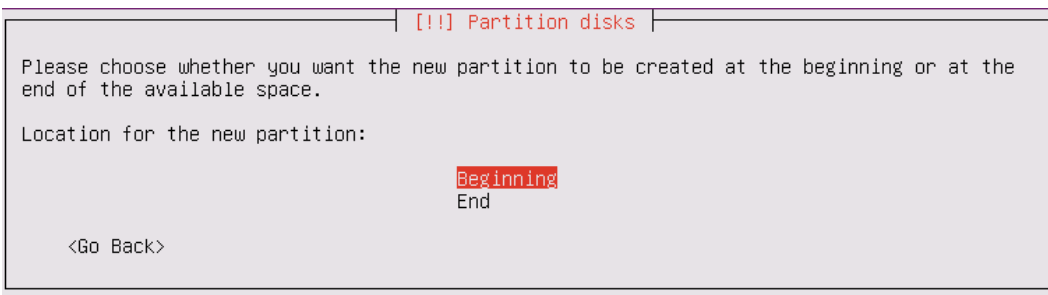 [!!] Partition disks
Please choose whether you want the new partition to be created at the beginning or at the
end of the available space.
Location for the new partition:
Beginning
End
<Go Back>